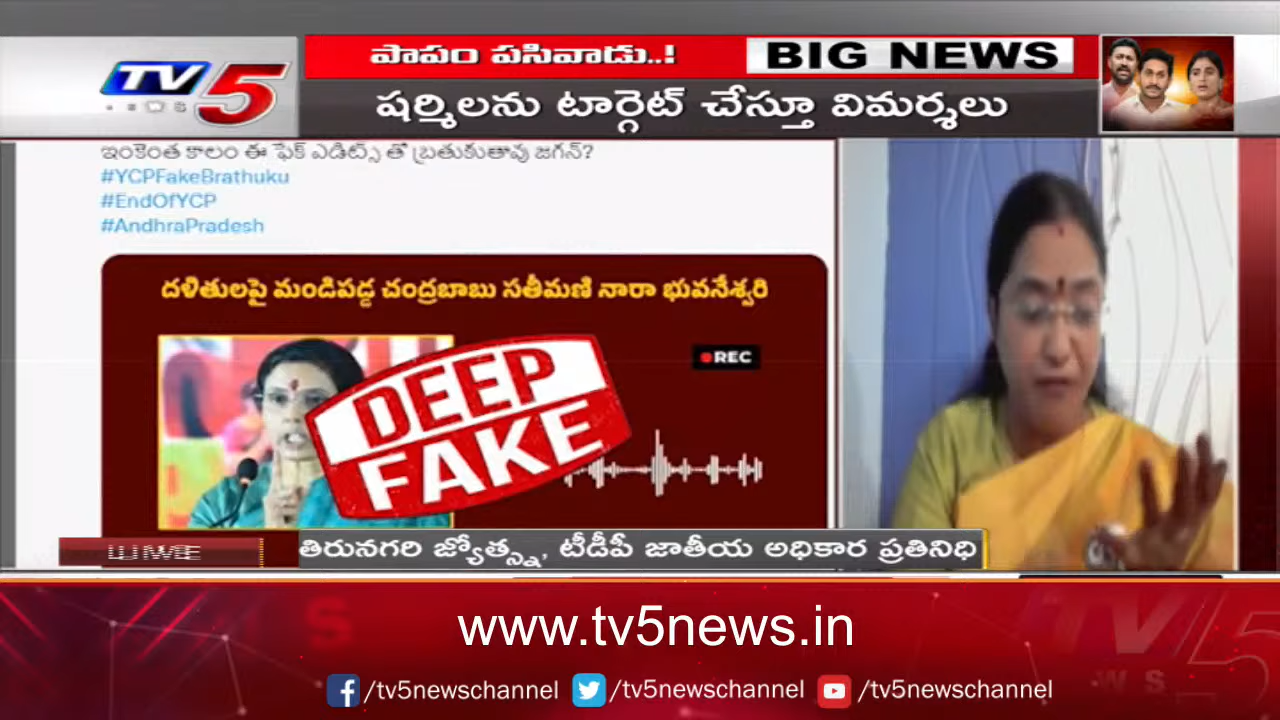 పాపం పసివాడు..!
BIG NEWS
TV5
NEWS
షర్మిలను టార్గెట్ చేస్తూ విమర్శలు
ఇంకెంత కాలం ఈ ఫేక్ ఎడిట్స్ తో బ్రతుకుతావు జగన్?
#YCPFakeBrathuku
#EndOfYCP
#AndhraPradesh
దళితులపై మండిపడ్డ చంద్రబాబు సతీమణి నారా భువనేశ్వరి
REC
DEEP
FAKE
తిరునగరి జ్యోత్స్న, టీడీపీ జాతీయ అధికార ప్రతినిధి
www.tv5news.in
/tv5newschannel
/tv5newschannel
/tv5newschannel